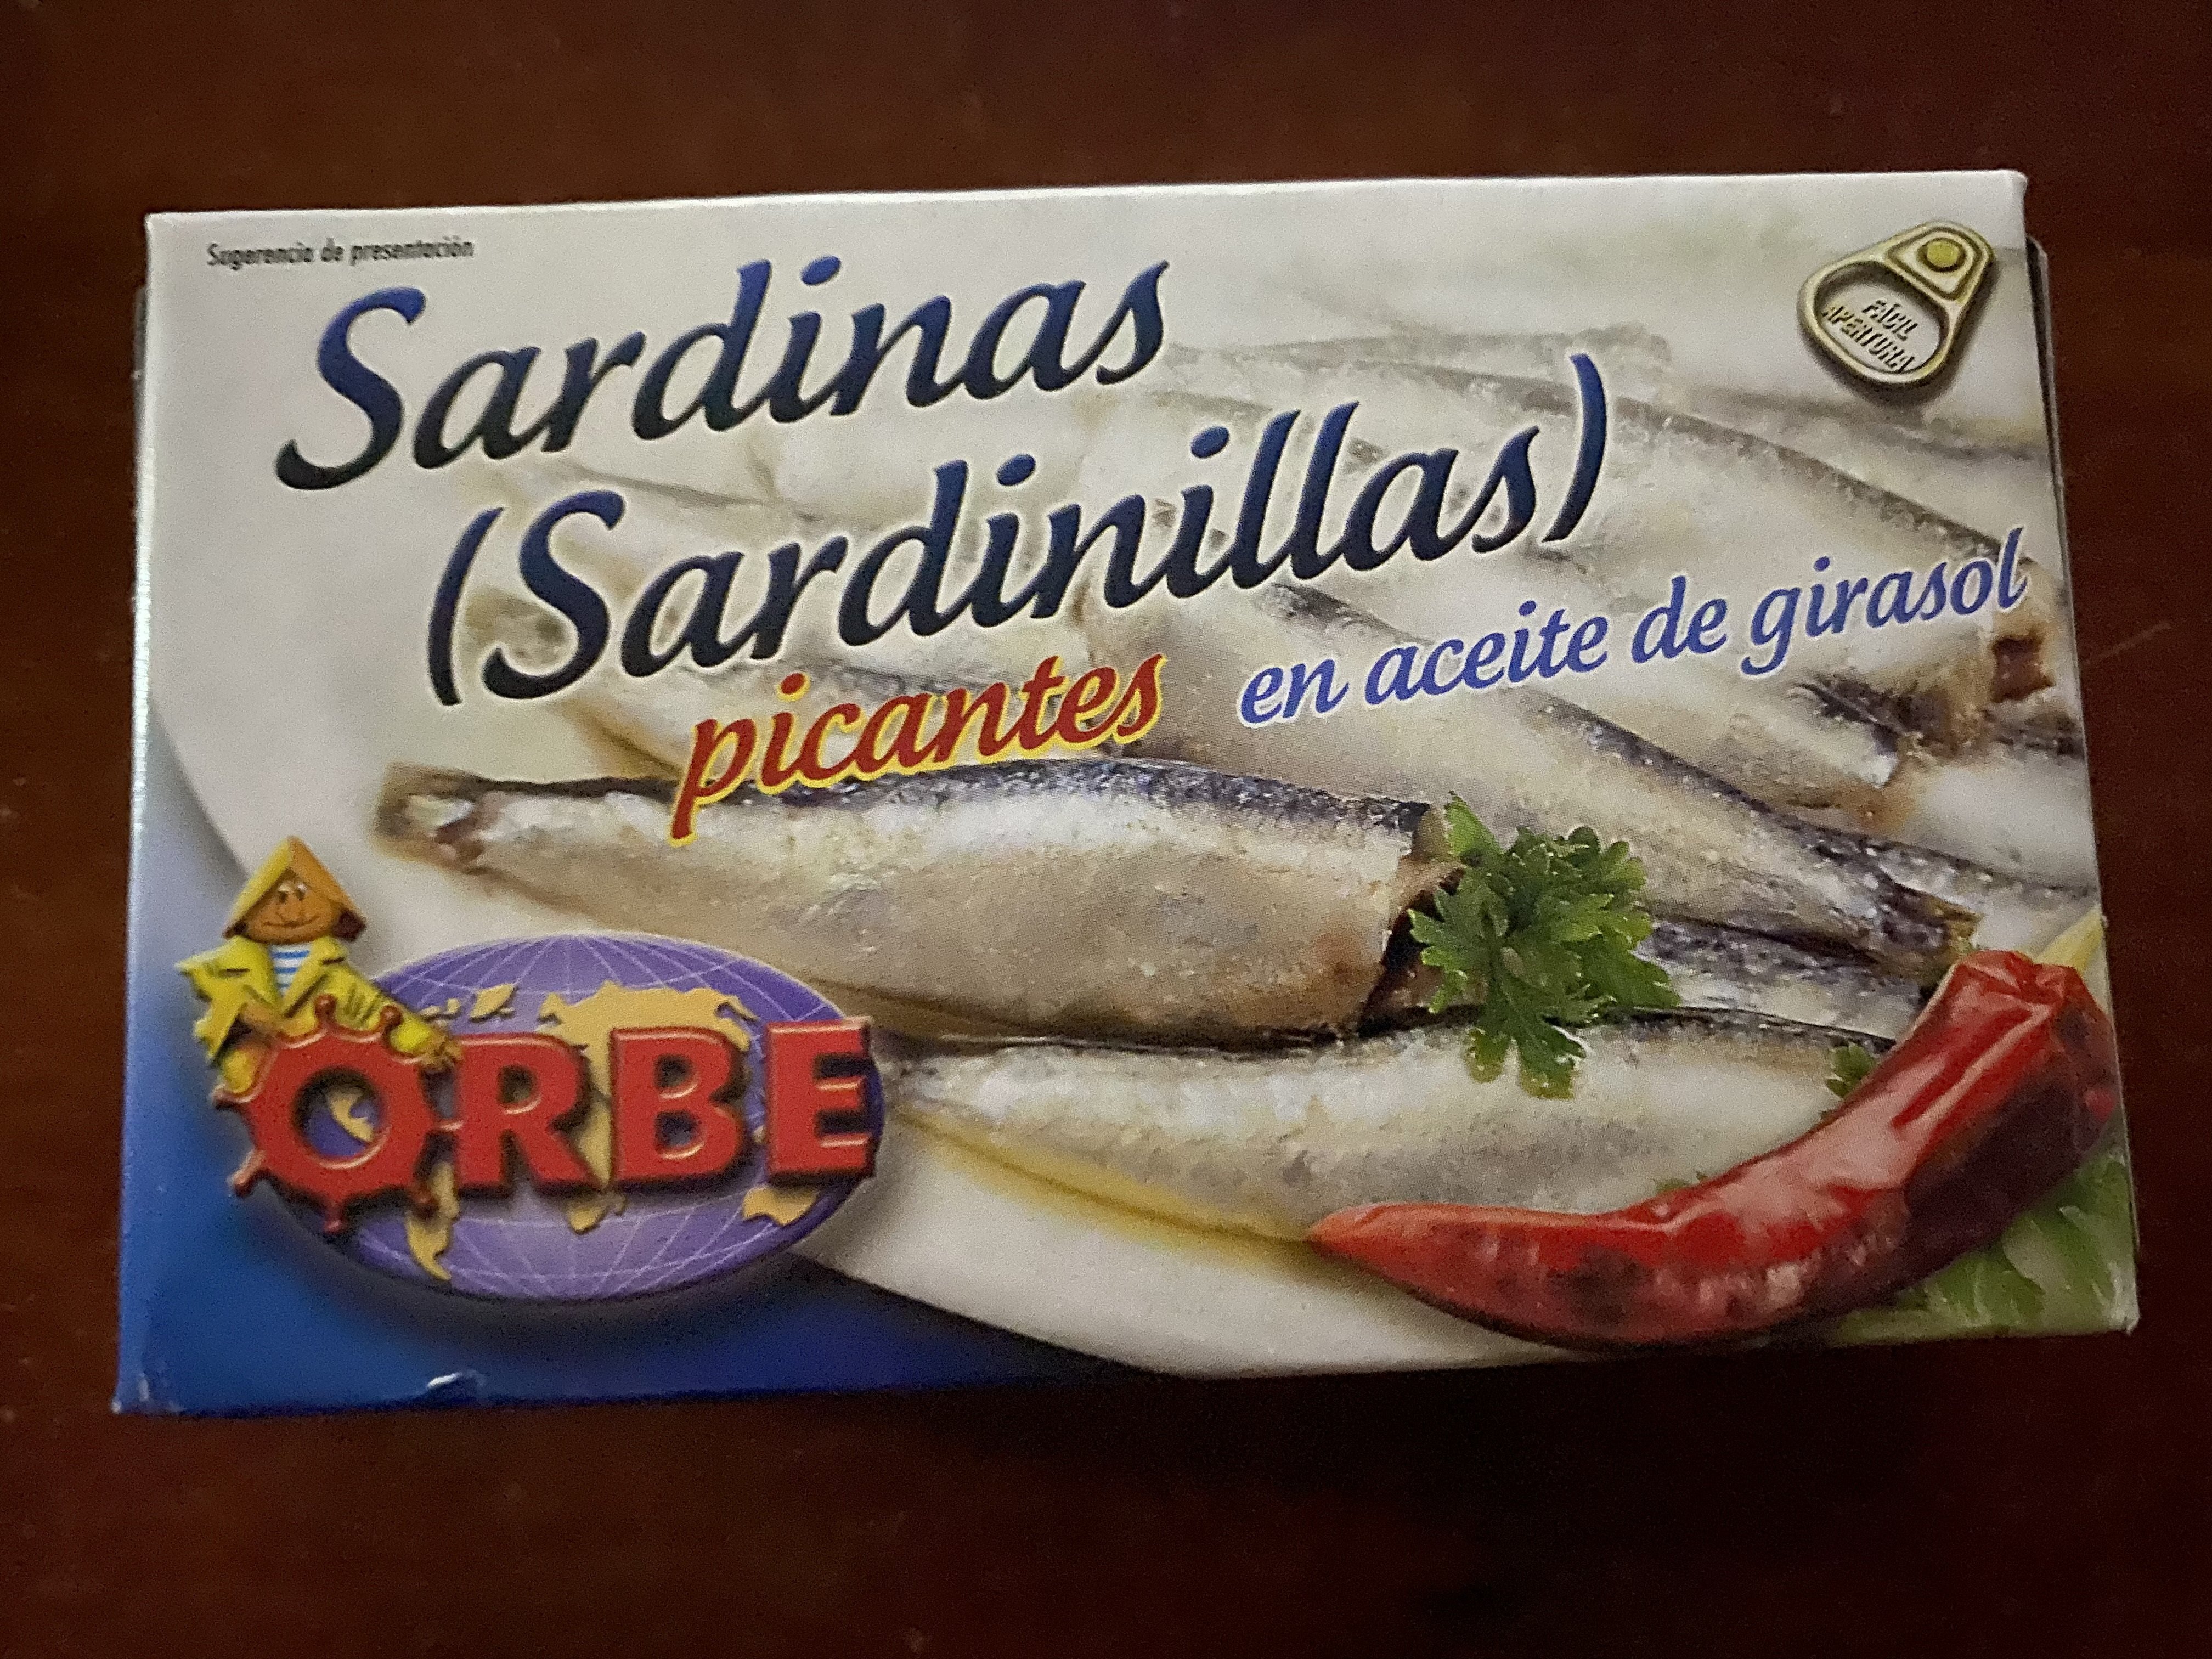 Sugerencia de presentación
Sardinas
(Sardinillas)
picantes en aceite de girasol
FÁCIL
APERTURA
ORBE